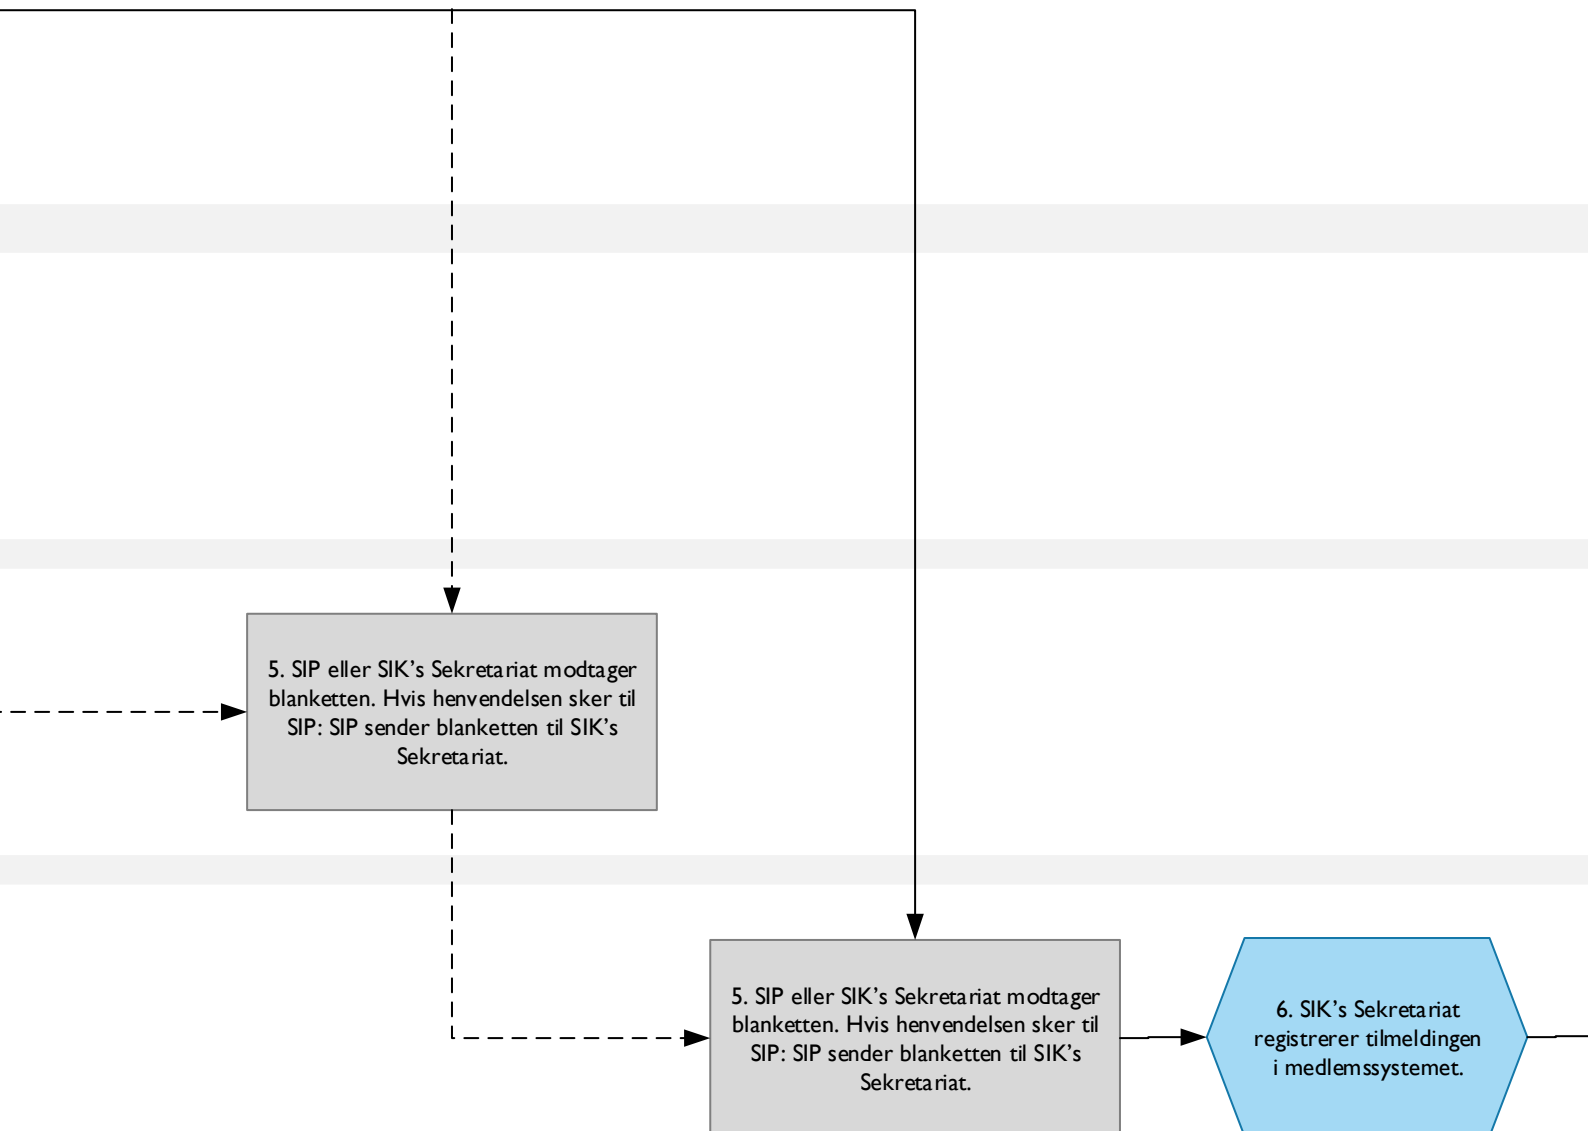 5. SIP eller SIK’s Sekretariat modtager
blanketten. Hvis henvendelsen sker til
SIP: SIP sender blanketten til SIK’s
Sekretariat.
5. SIP eller SIK’s Sekretariat modtager
blanketten. Hvis henvendelsen sker til
SIP: SIP sender blanketten til SIK’s
Sekretariat.
6. SIK’s Sekretariat
registrerer tilmeldingen
i medlemssystemet.